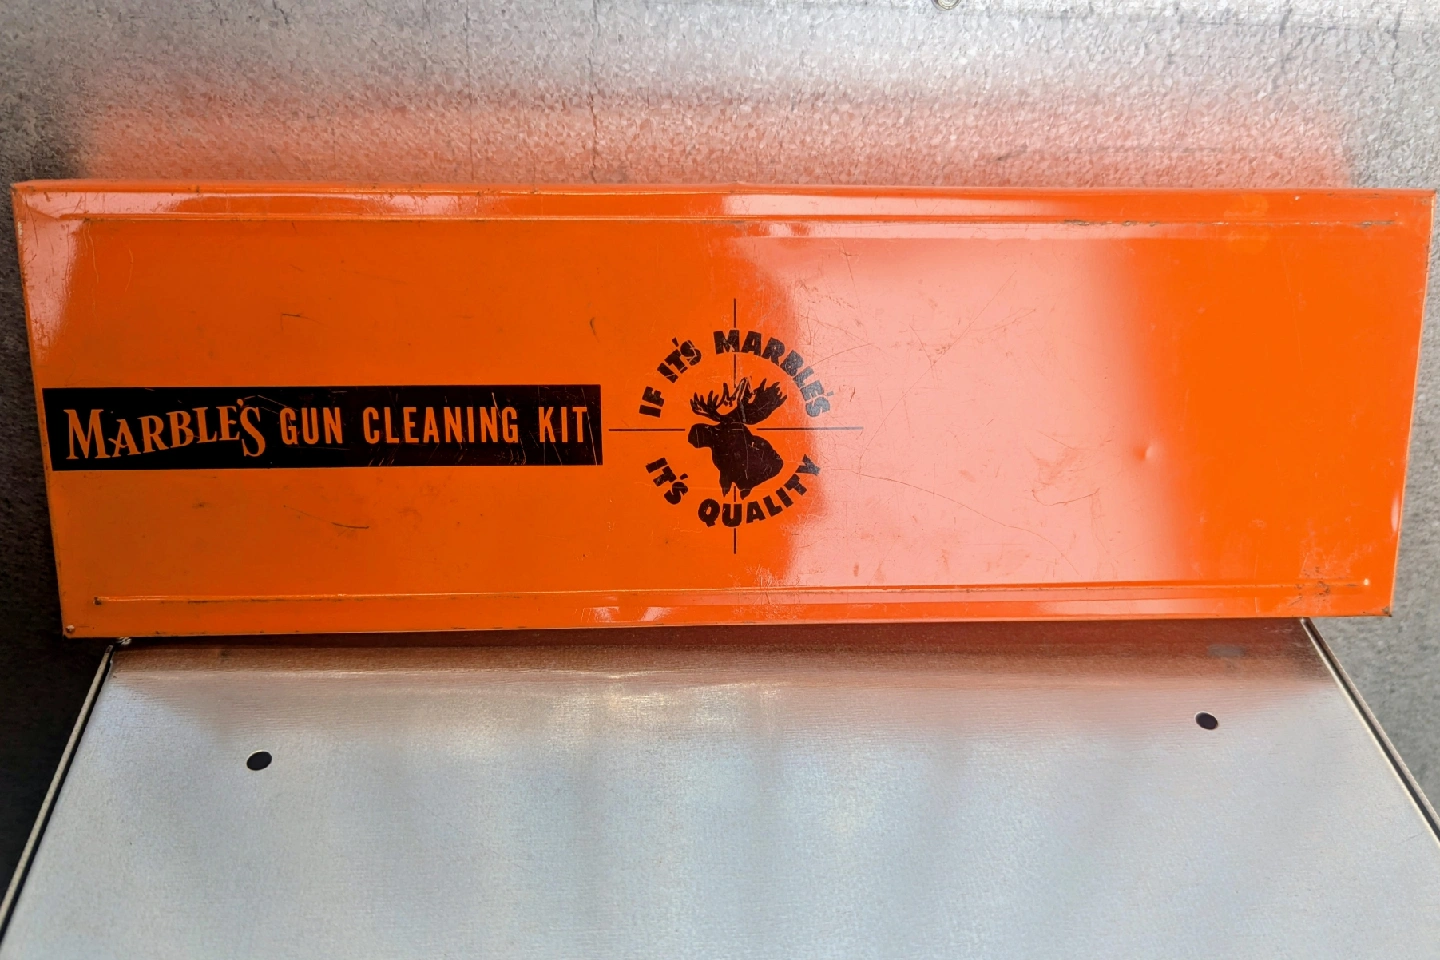 MARBLE'S GUN CLEANING KIT
IF IT'S MARBLE'S
IT'S QUALITY